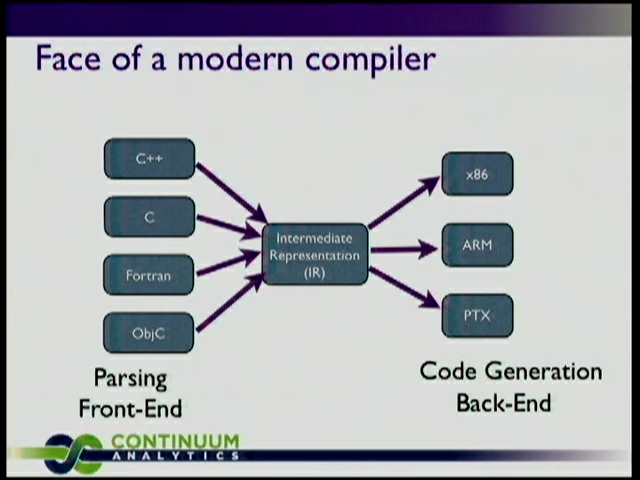 Face of a modern compiler
C++
C
Fortran
ObjC
Intermediate
Representation
(IR)
x86
ARM
PTX
Parsing
Front-End
Code Generation
Back-End
CONTINUUM
ANALYTICS